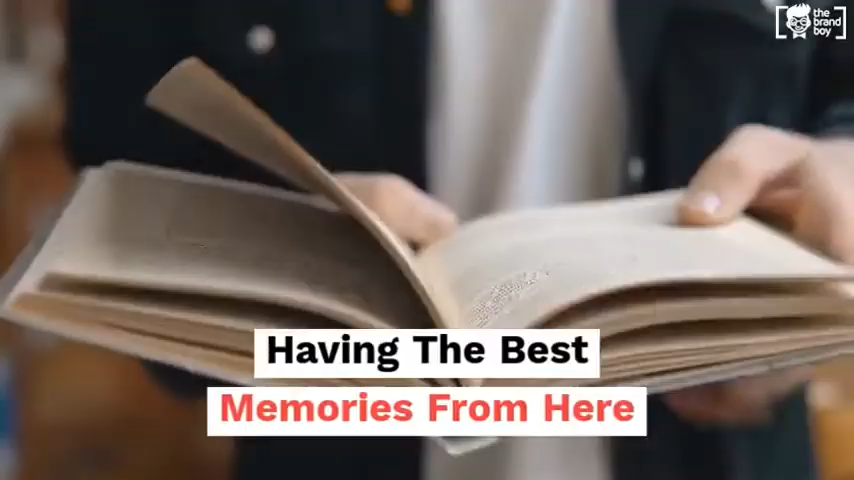 the
brand
boy
Having The Best
Memories From Here